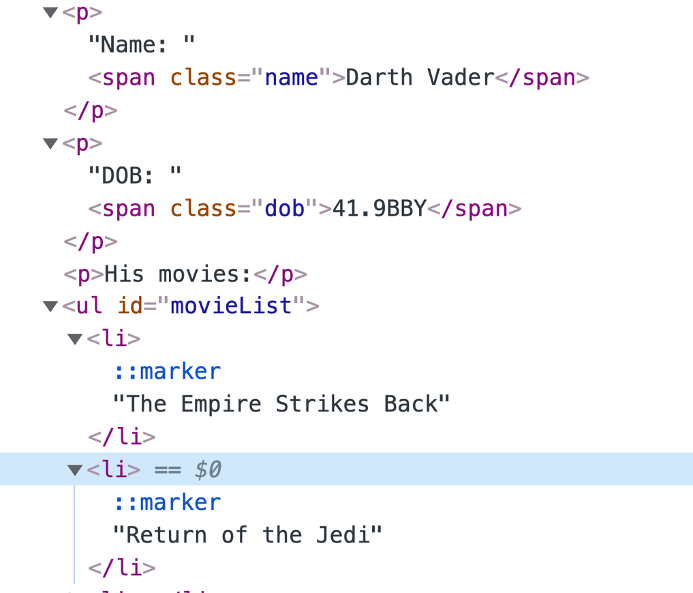 <p>
"Name: "
<span class="name">Darth Vader</span>
</p>
<p>
"DOB: "
<span class="dob">41.9BBY</span>
</p>
<p>His movies:</p>
<ul id="movieList">
<li>
::marker
"The Empire Strikes Back"
</li>
<li> == $0
::marker
"Return of the Jedi"
</li>